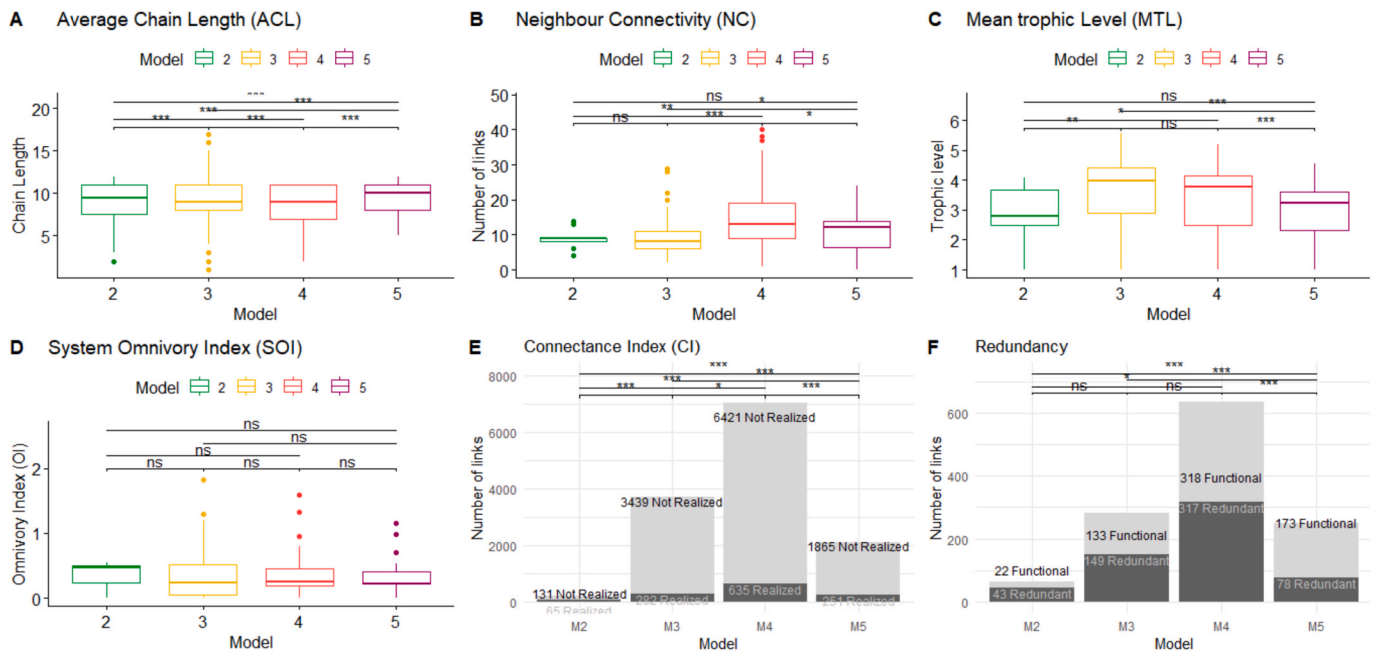 A Average Chain Length (ACL)
Model 2 3 4 5
***
***
***
*** *** ***
Chain Length
20
15
10
5
2 3 4 5
Model
B Neighbour Connectivity (NC)
Model 2 3 4 5
ns
*
**
ns *** *
Number of links
50
40
30
20
10
0
2 3 4 5
Model
C Mean trophic Level (MTL)
Model 2 3 4 5
ns
***
*
** ns ***
Trophic level
6
5
4
3
2
1
2 3 4 5
Model
D System Omnivory Index (SOI)
Model 2 3 4 5
ns
ns
ns
ns ns ns
Omnivory Index (OI)
2
1
0
2 3 4 5
Model
E Connectance Index (CI)
***
***
***
*** * ***
Number of links
8000
6000
4000
2000
0
6421 Not Realized
3439 Not Realized
1865 Not Realized
131 Not Realized
65 Realized
282 Realized
635 Realized
251 Realized
M2 M3 M4 M5
Model
F Redundancy
***
***
*
ns ns ***
Number of links
600
400
200
0
318 Functional
317 Redundant
133 Functional
149 Redundant
173 Functional
78 Redundant
22 Functional
43 Redundant
M2 M3 M4 M5
Model